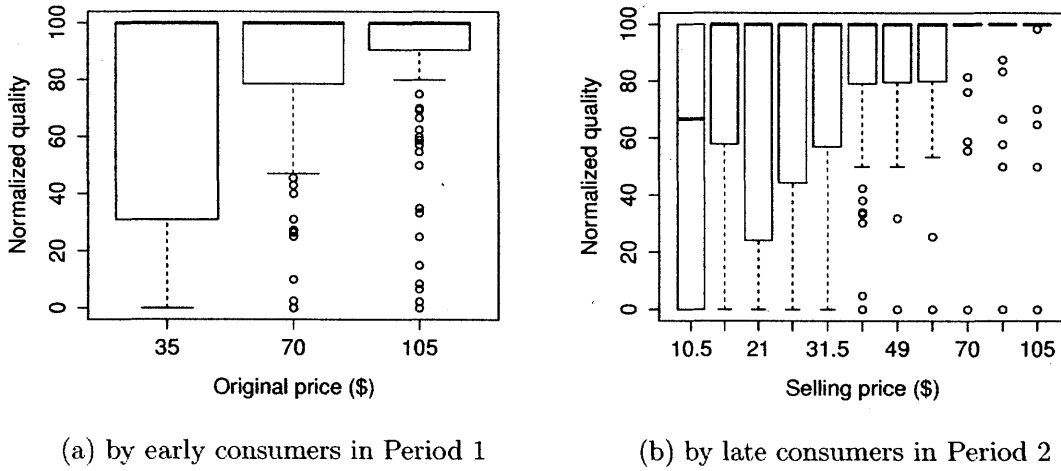 Normalized quality
100
80
60
40
20
0
35 70 105
Original price ($)
(a) by early consumers in Period 1
Normalized quality
100
80
60
40
20
0
10.5 21 31.5 49 70 105
Selling price ($)
(b) by late consumers in Period 2